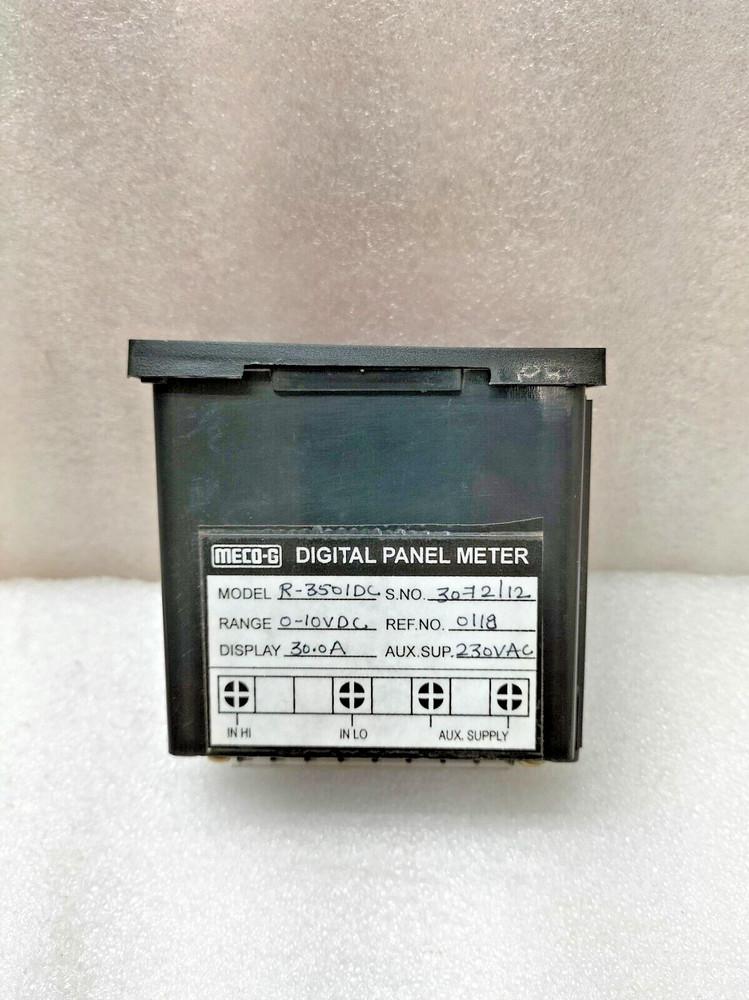 MECO-G DIGITAL PANEL METER
MODEL R-3501DC S.NO. 3072/12
RANGE 0-10VDC REF.NO. 0118
DISPLAY 30.0A AUX.SUP. 230VAC
IN HI IN LO AUX. SUPPLY